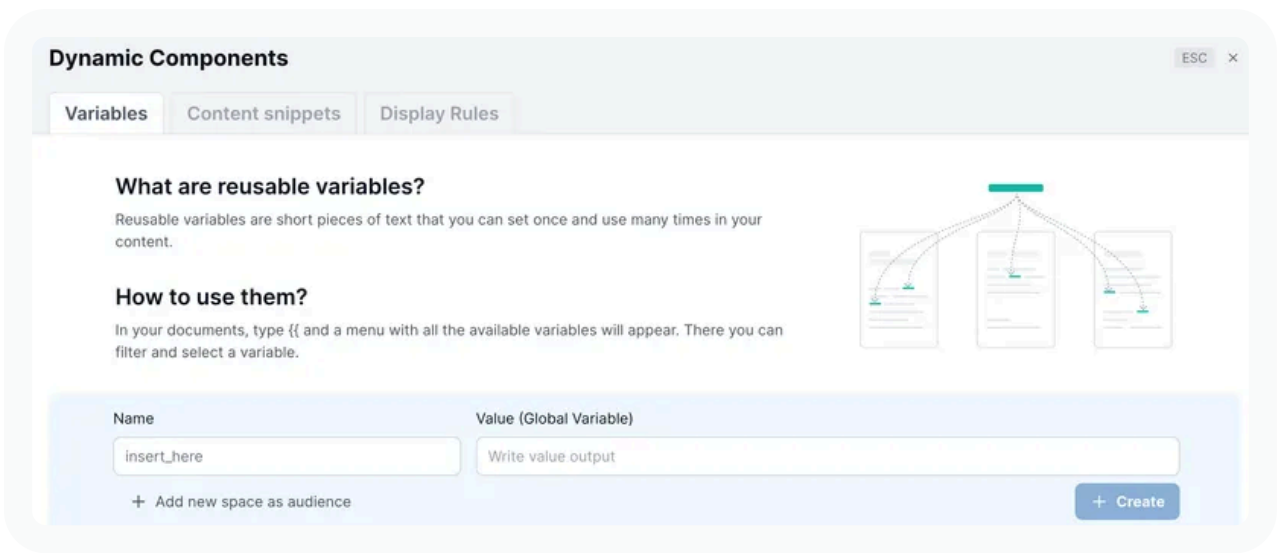 Dynamic Components
ESC ×
Variables
Content snippets
Display Rules
What are reusable variables?
Reusable variables are short pieces of text that you can set once and use many times in your
content.
How to use them?
In your documents, type {{ and a menu with all the available variables will appear. There you can
filter and select a variable.
Name
Value (Global Variable)
insert_here
Write value output
+ Add new space as audience
+ Create